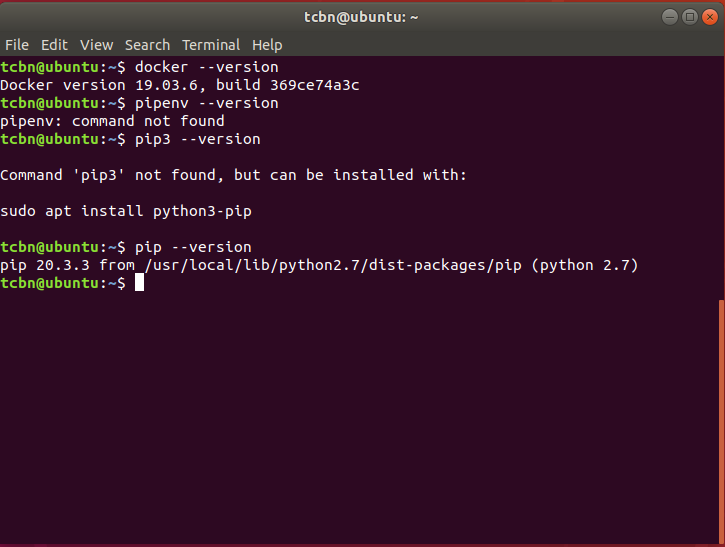 tcbn@ubuntu: ~
File Edit View Search Terminal Help
tcbn@ubuntu:~$ docker --version
Docker version 19.03.6, build 369ce74a3c
tcbn@ubuntu:~$ pipenv --version
pipenv: command not found
tcbn@ubuntu:~$ pip3 --version
Command 'pip3' not found, but can be installed with:
sudo apt install python3-pip
tcbn@ubuntu:~$ pip --version
pip 20.3.3 from /usr/local/lib/python2.7/dist-packages/pip (python 2.7)
tcbn@ubuntu:~$